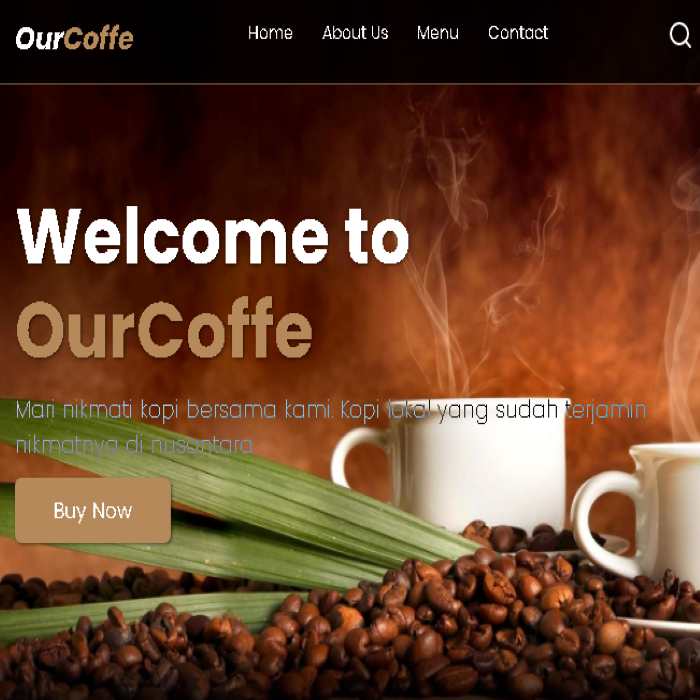 OurCoffe
Home About Us Menu Contact
Welcome to
OurCoffe
Mari nikmati kopi bersama kami. Kopi lokal yang sudah terjamin
nikmatnya di nusantara
Buy Now